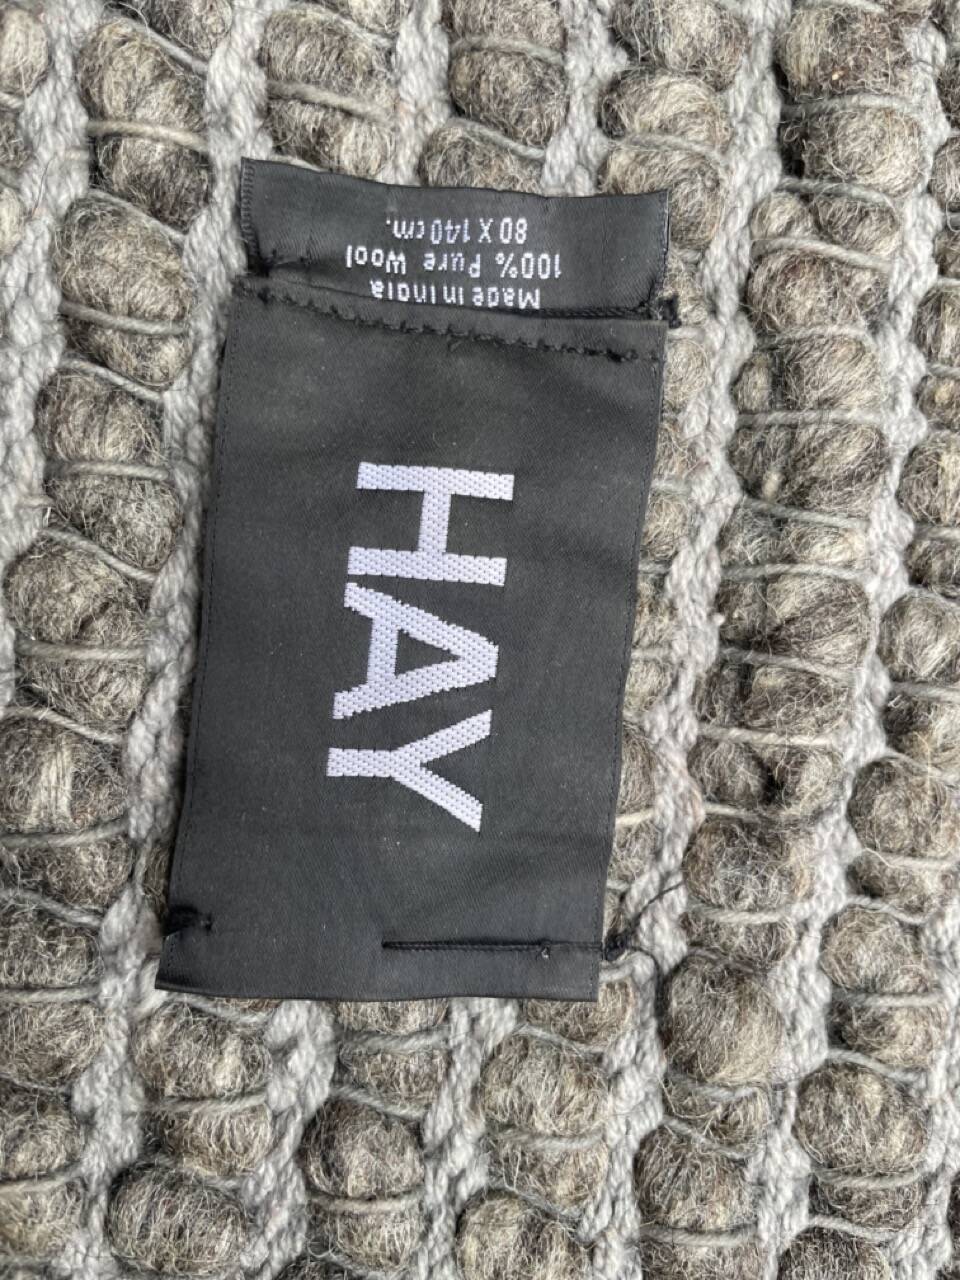 HAY
Made in India
100% Pure Wool
80 X 140 cm.